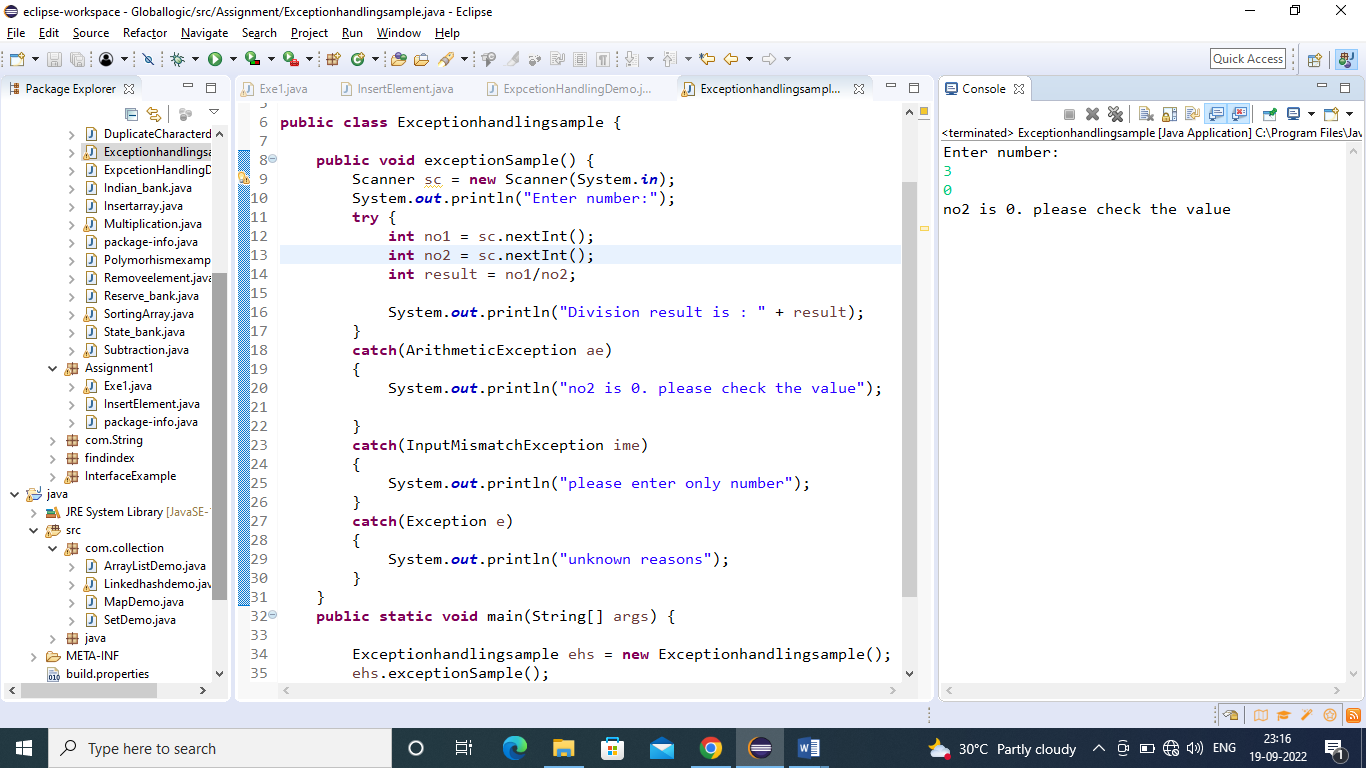 eclipse-workspace - Globallogic/src/Assignment/Exceptionhandlingsample.java - Eclipse
File Edit Source Refactor Navigate Search Project Run Window Help
Quick Access
Package Explorer
DuplicateCharacterd
Exceptionhandlingsa
ExpcetionHandlingD
Indian_bank.java
Insertarray.java
Multiplication.java
package-info.java
Polymorhismexamp
Removeelement.java
Reserve_bank.java
SortingArray.java
State_bank.java
Subtraction.java
Assignment1
Exe1.java
InsertElement.java
package-info.java
com.String
findindex
InterfaceExample
java
JRE System Library [JavaSE-
src
com.collection
ArrayListDemo.java
Linkedhashdemo.jav
MapDemo.java
SetDemo.java
java
META-INF
build.properties
Exe1.java InsertElement.java ExpcetionHandlingDemo.j... Exceptionhandlingsampl...
5
6 public class Exceptionhandlingsample {
7
8 public void exceptionSample() {
9 Scanner sc = new Scanner(System.in);
10 System.out.println("Enter number:");
11 try {
12 int no1 = sc.nextInt();
13 int no2 = sc.nextInt();
14 int result = no1/no2;
15
16 System.out.println("Division result is : " + result);
17 }
18 catch(ArithmeticException ae)
19 {
20 System.out.println("no2 is 0. please check the value");
21
22 }
23 catch(InputMismatchException ime)
24 {
25 System.out.println("please enter only number");
26 }
27 catch(Exception e)
28 {
29 System.out.println("unknown reasons");
30 }
31 }
32 public static void main(String[] args) {
33
34 Exceptionhandlingsample ehs = new Exceptionhandlingsample();
35 ehs.exceptionSample();
Console
<terminated> Exceptionhandlingsample [Java Application] C:\Program Files\Jav
Enter number:
3
0
no2 is 0. please check the value
Type here to search
30°C Partly cloudy
ENG
23:16
19-09-2022
1